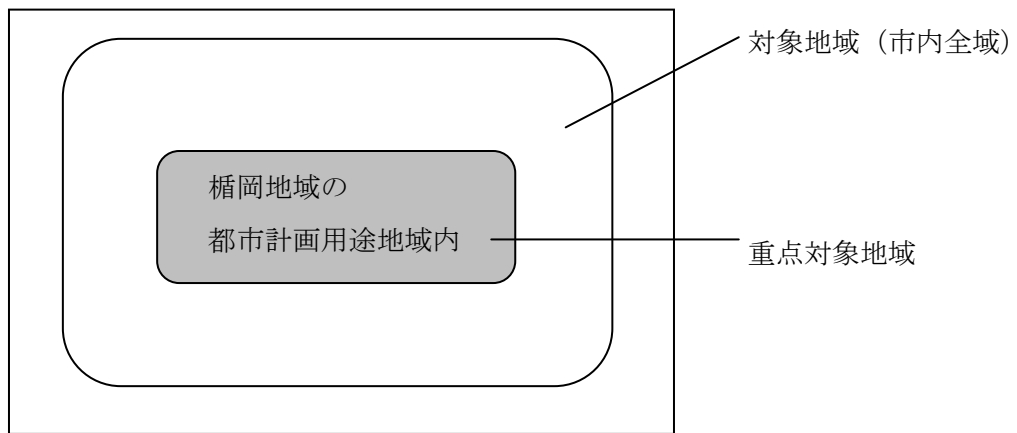 対象地域（市内全域）
楯岡地域の
都市計画用途地域内
重点対象地域